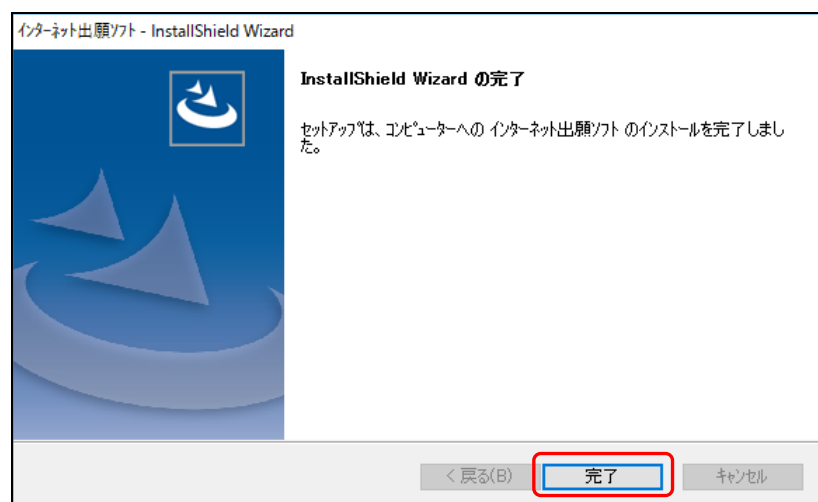 インターネット出願ソフト - InstallShield Wizard
InstallShield Wizard の完了
セットアップは、コンピューターへの インターネット出願ソフト のインストールを完了しまし
た。
< 戻る(B)
完了
キャンセル